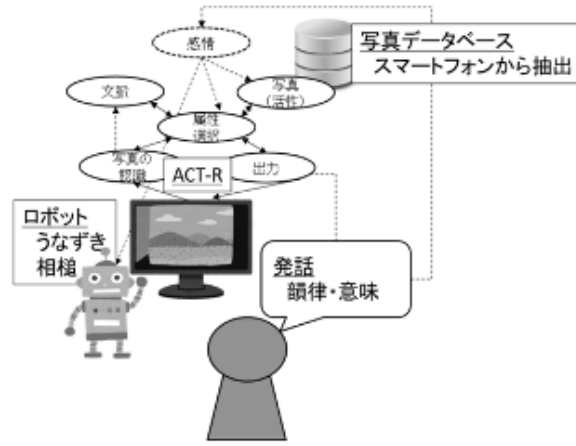 感情
写真データベース
スマートフォンから抽出
文脈
写真
(活性)
属性
選択
写真の
認識
ACT-R
出力
ロボット
うなずき
相槌
発話
韻律・意味